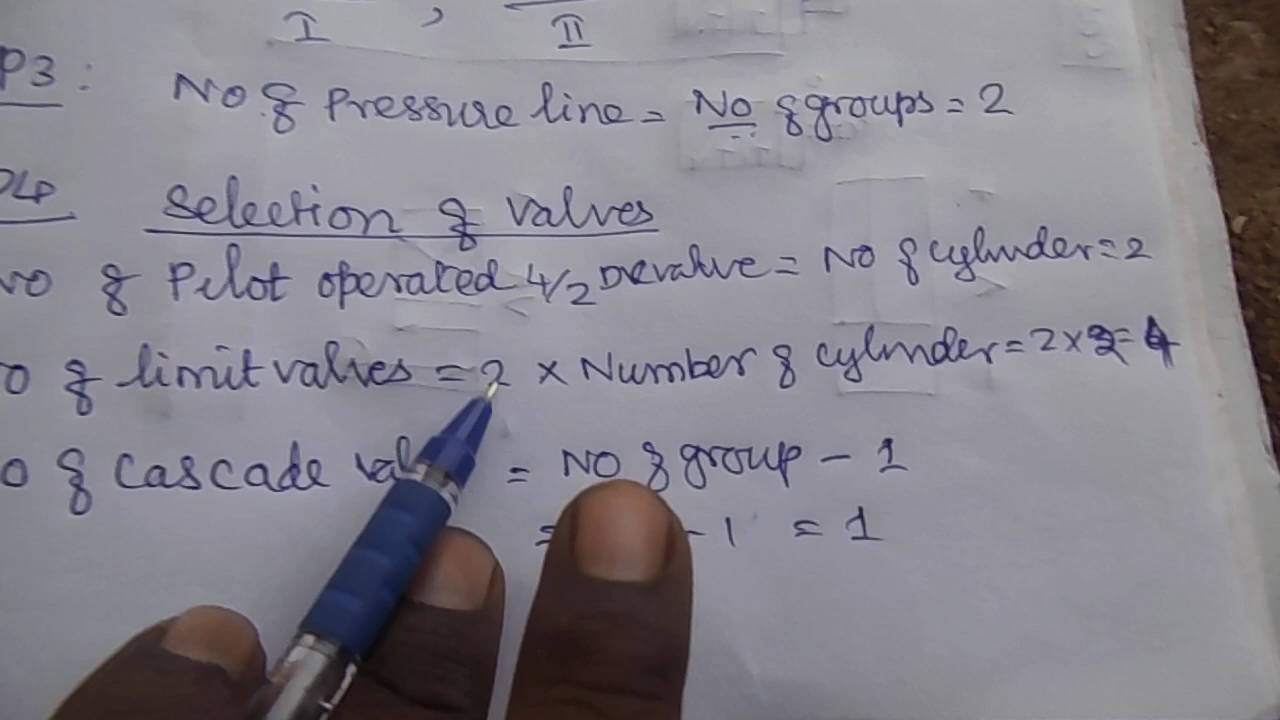 I , II
P3 : No of Pressure line = No of groups = 2
P4 Selection of valves
No of Pilot operated 4/2 DC valve = No of cylinder = 2
o of limit valves = 2 × Number of cylinder = 2 × 2 = 4
o of cascade val = No of group - 1
= - 1 = 1